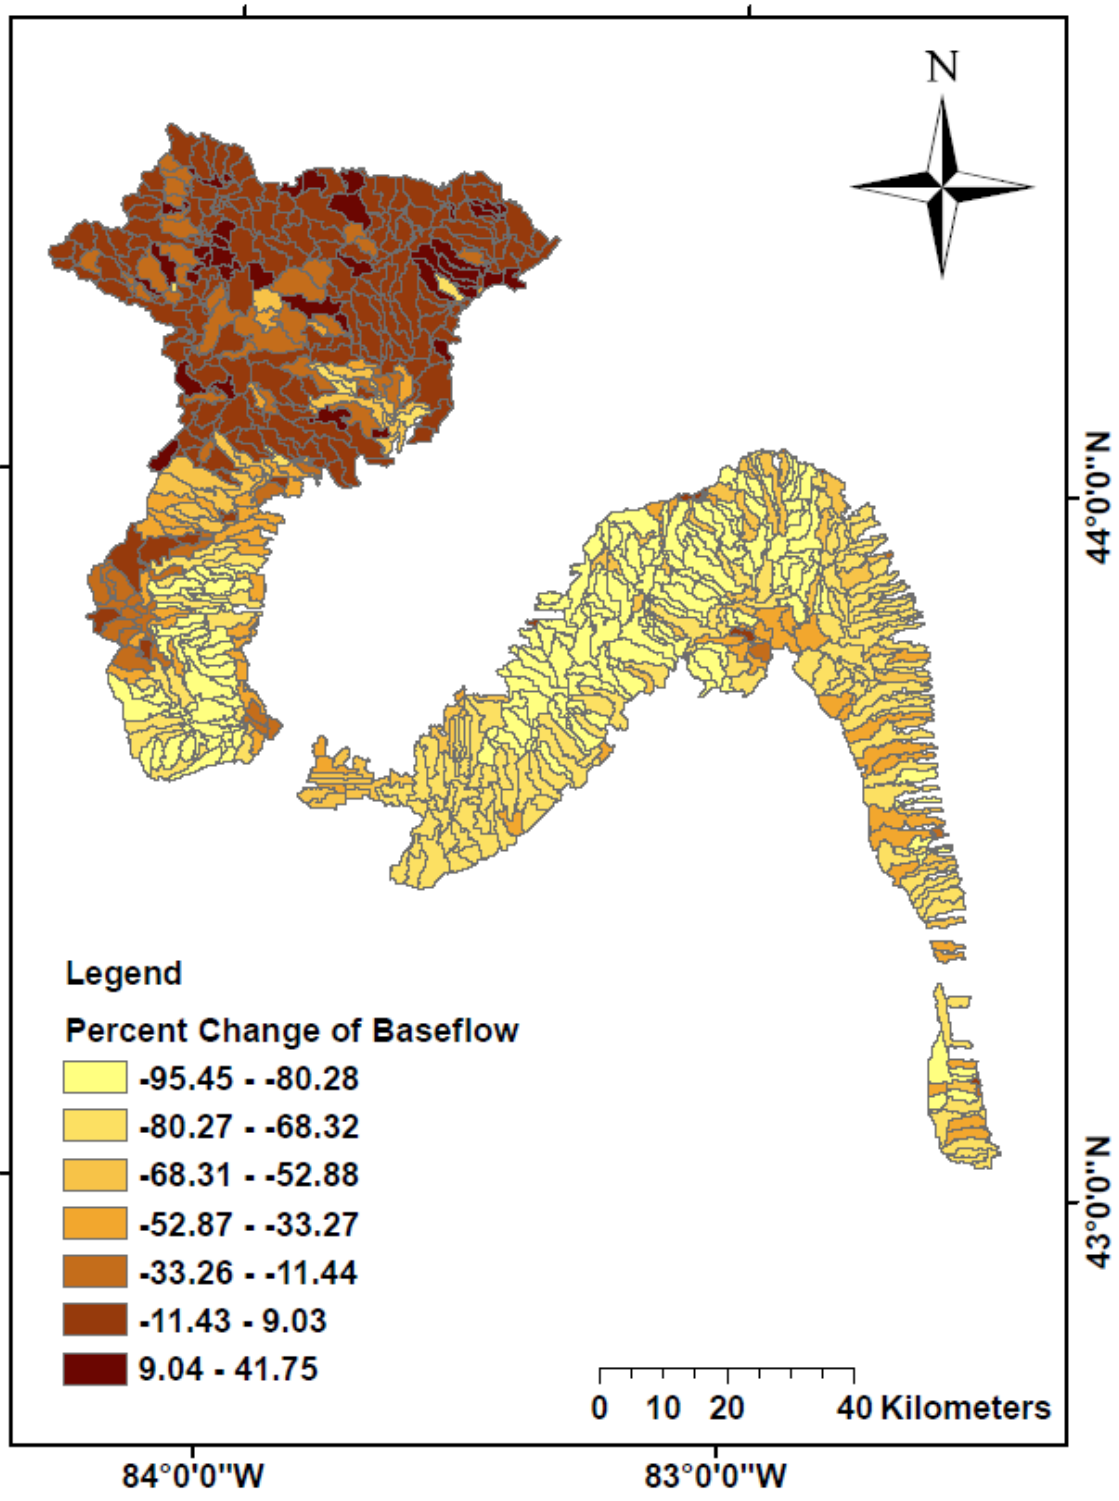 N
44°0'0"N
43°0'0"N
Legend
Percent Change of Baseflow
-95.45 - -80.28
-80.27 - -68.32
-68.31 - -52.88
-52.87 - -33.27
-33.26 - -11.44
-11.43 - 9.03
9.04 - 41.75
0 10 20 40 Kilometers
84°0'0"W 83°0'0"W